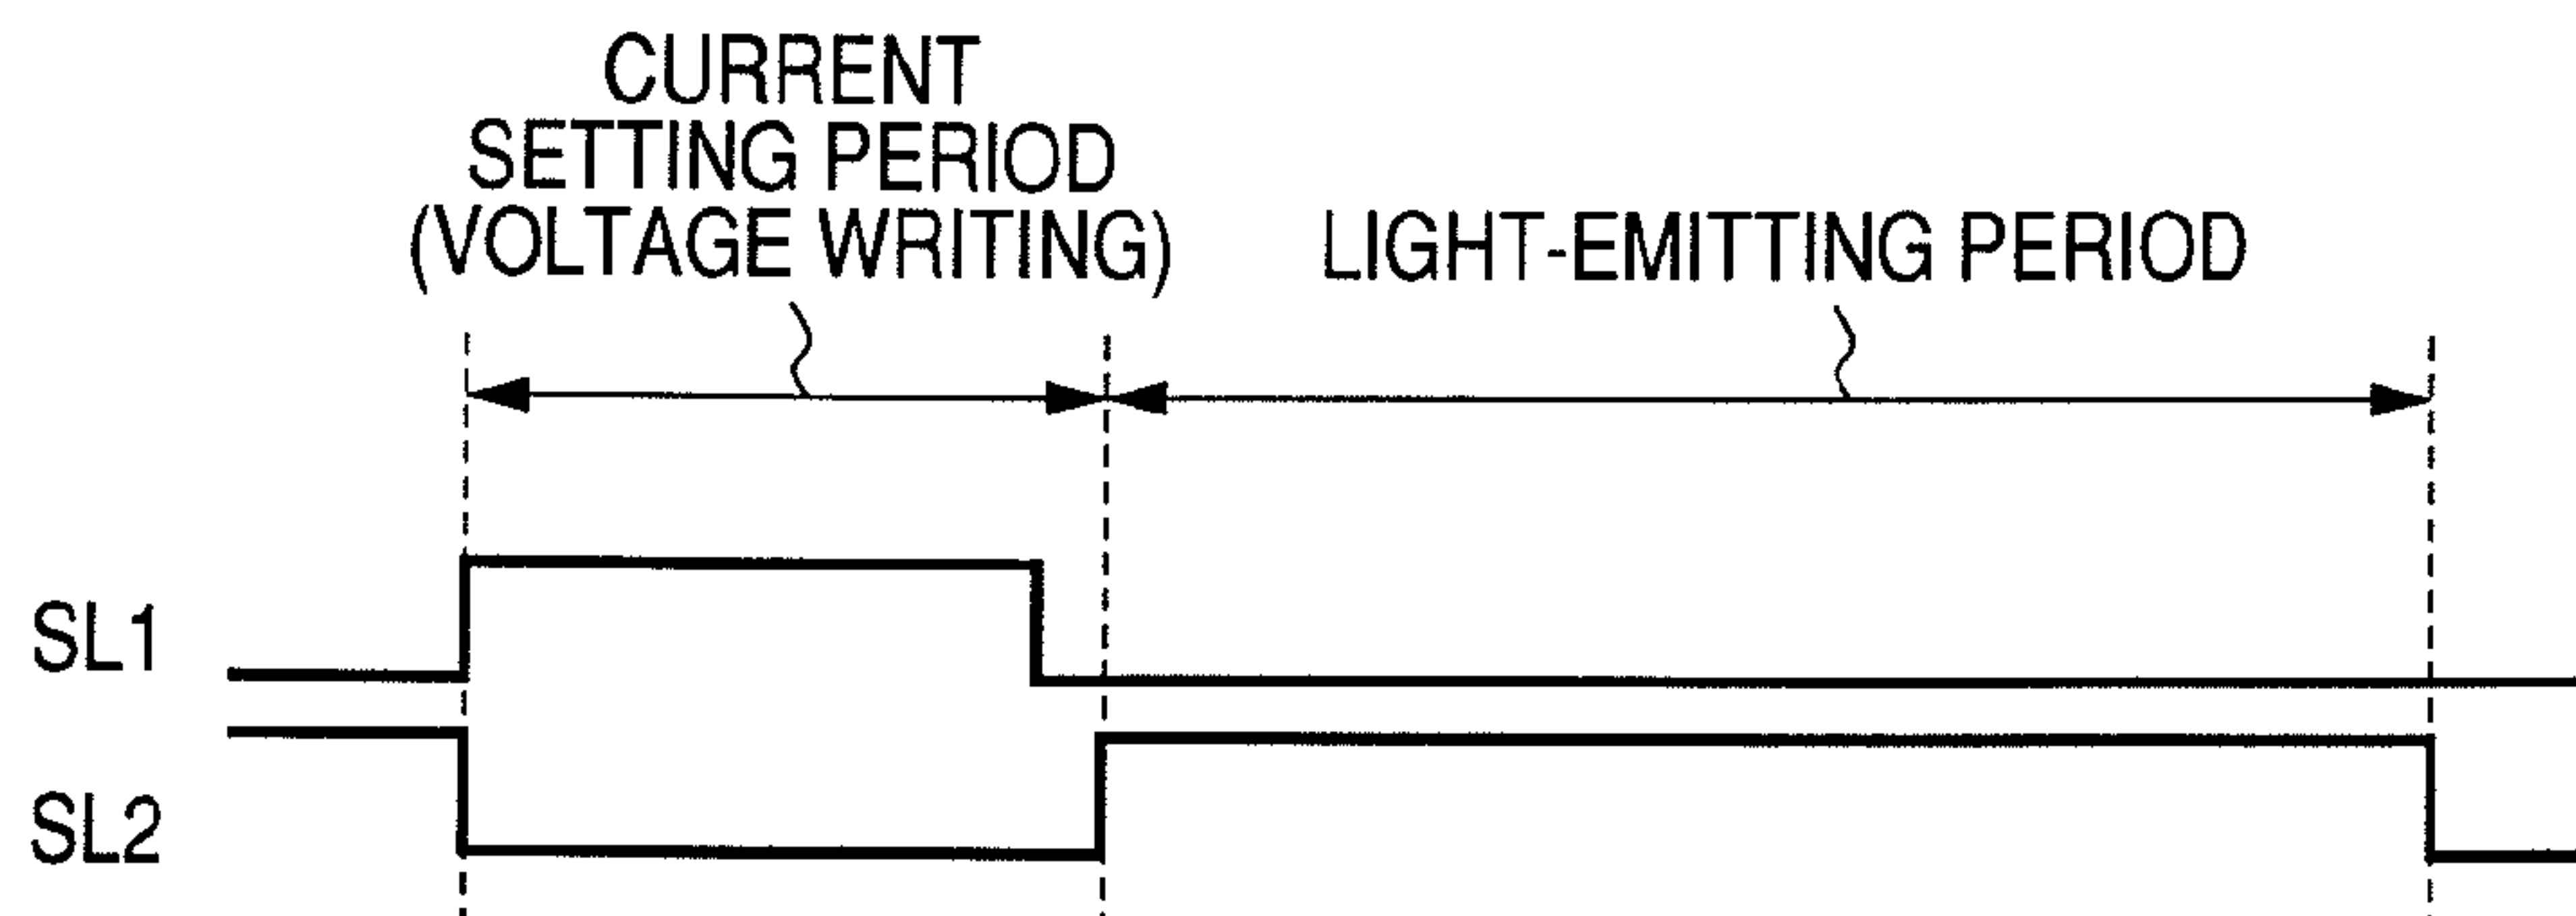 CURRENT
SETTING PERIOD
(VOLTAGE WRITING)
LIGHT-EMITTING PERIOD
SL1
SL2